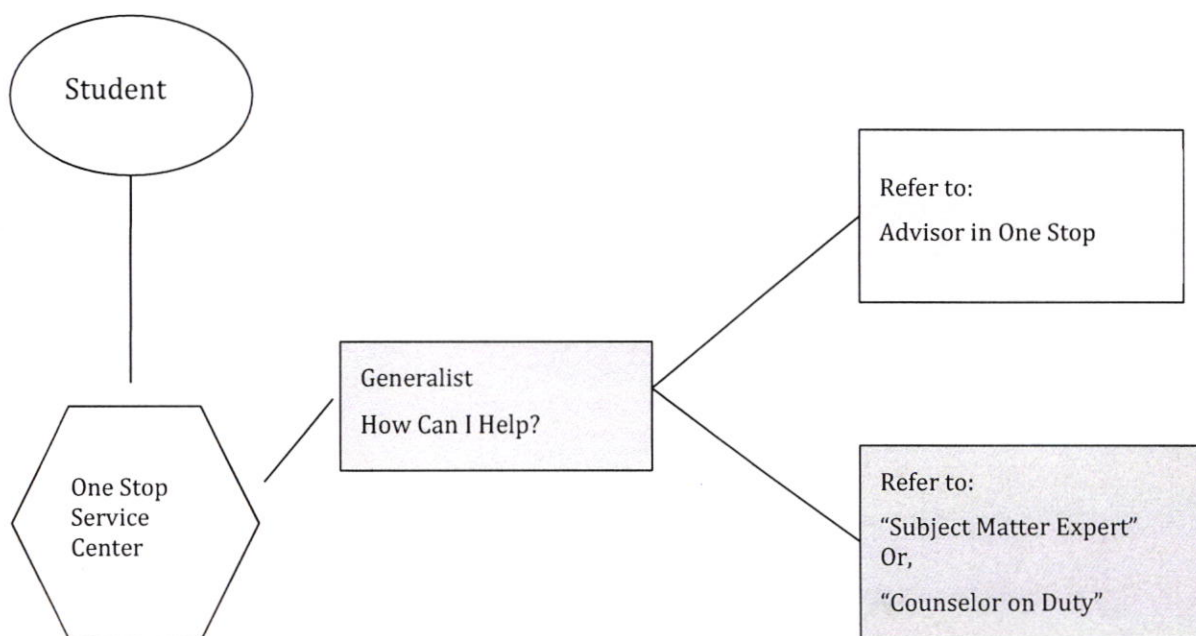 Student
One Stop
Service
Center
Generalist
How Can I Help?
Refer to:
Advisor in One Stop
Refer to:
“Subject Matter Expert”
Or,
“Counselor on Duty”